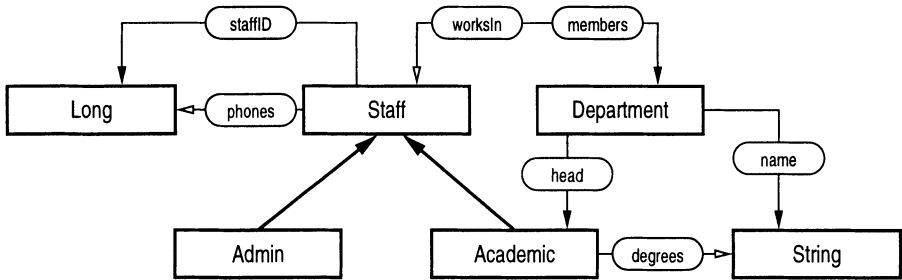 staffID
worksIn
members
Long
phones
Staff
Department
head
name
Admin
Academic
degrees
String